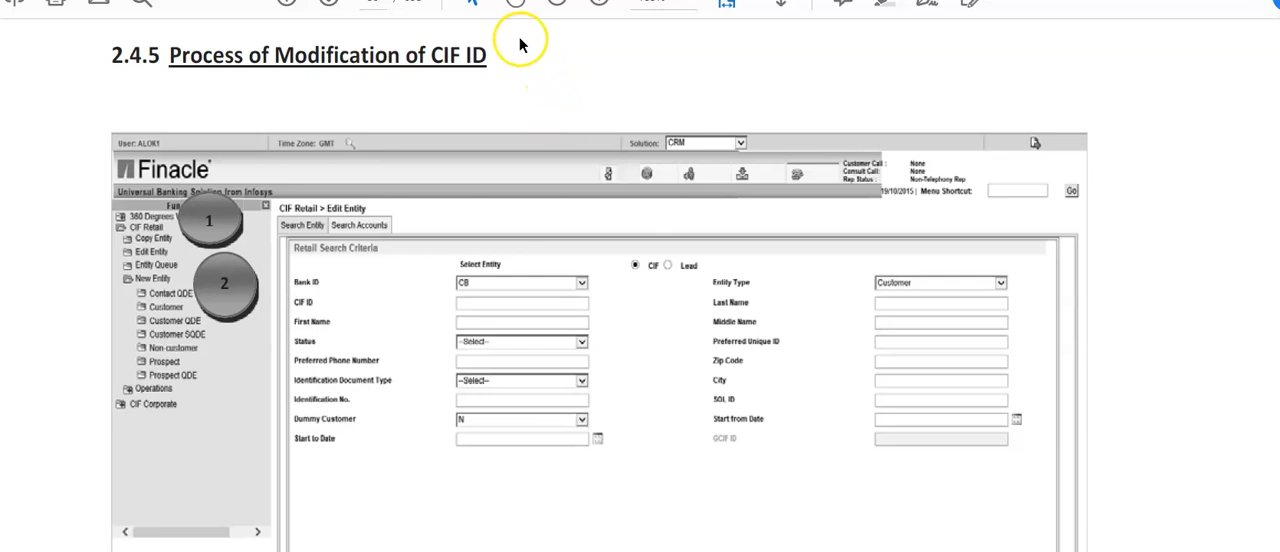 2.4.5 Process of Modification of CIF ID
User: ALOK1 Time Zone: GMT Solution: CRM
Finacle
Customer Call : None
Consult Call: None
Rep Status : Non-Telephony Rep
Universal Banking Solution from Infosys
19/10/2015 | Menu Shortcut: Go
CIF Retail > Edit Entity
360 Degrees
CIF Retail
Copy Entity
Edit Entity
Entity Queue
New Entity
Contact QDE
Customer
Customer QDE
Customer SQDE
Non-customer
Prospect
Prospect QDE
Operations
CIF Corporate
1
2
Search Entity Search Accounts
Retail Search Criteria
Select Entity CIF Lead
Bank ID CB Entity Type Customer
CIF ID Last Name
First Name Middle Name
Status --Select-- Preferred Unique ID
Preferred Phone Number Zip Code
Identification Document Type --Select-- City
Identification No. SOL ID
Dummy Customer N Start from Date
Start to Date GCIF ID